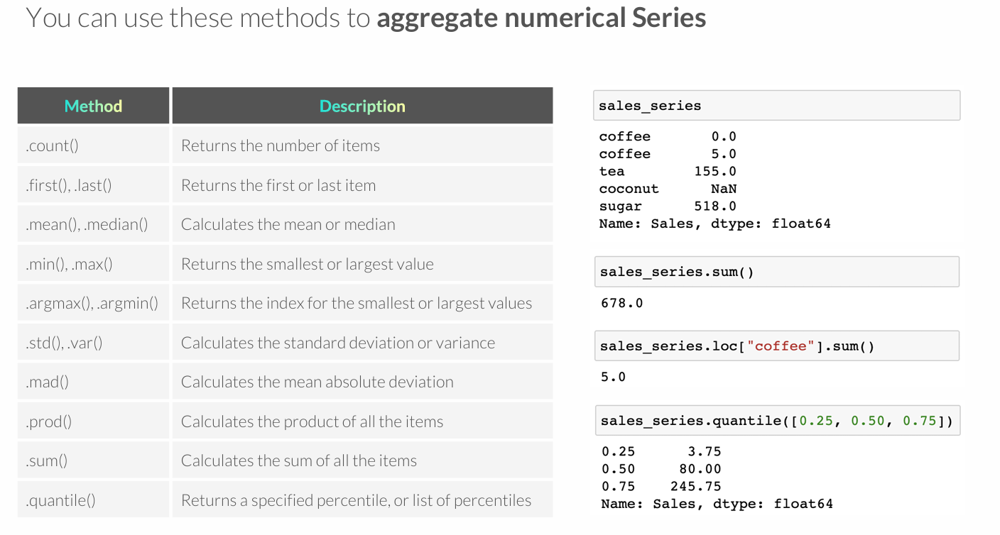 You can use these methods to aggregate numerical Series
Method Description
.count() Returns the number of items
.first(), .last() Returns the first or last item
.mean(), .median() Calculates the mean or median
.min(), .max() Returns the smallest or largest value
.argmax(), .argmin() Returns the index for the smallest or largest values
.std(), .var() Calculates the standard deviation or variance
.mad() Calculates the mean absolute deviation
.prod() Calculates the product of all the items
.sum() Calculates the sum of all the items
.quantile() Returns a specified percentile, or list of percentiles
sales_series
coffee 0.0
coffee 5.0
tea 155.0
coconut NaN
sugar 518.0
Name: Sales, dtype: float64
sales_series.sum()
678.0
sales_series.loc["coffee"].sum()
5.0
sales_series.quantile([0.25, 0.50, 0.75])
0.25 3.75
0.50 80.00
0.75 245.75
Name: Sales, dtype: float64